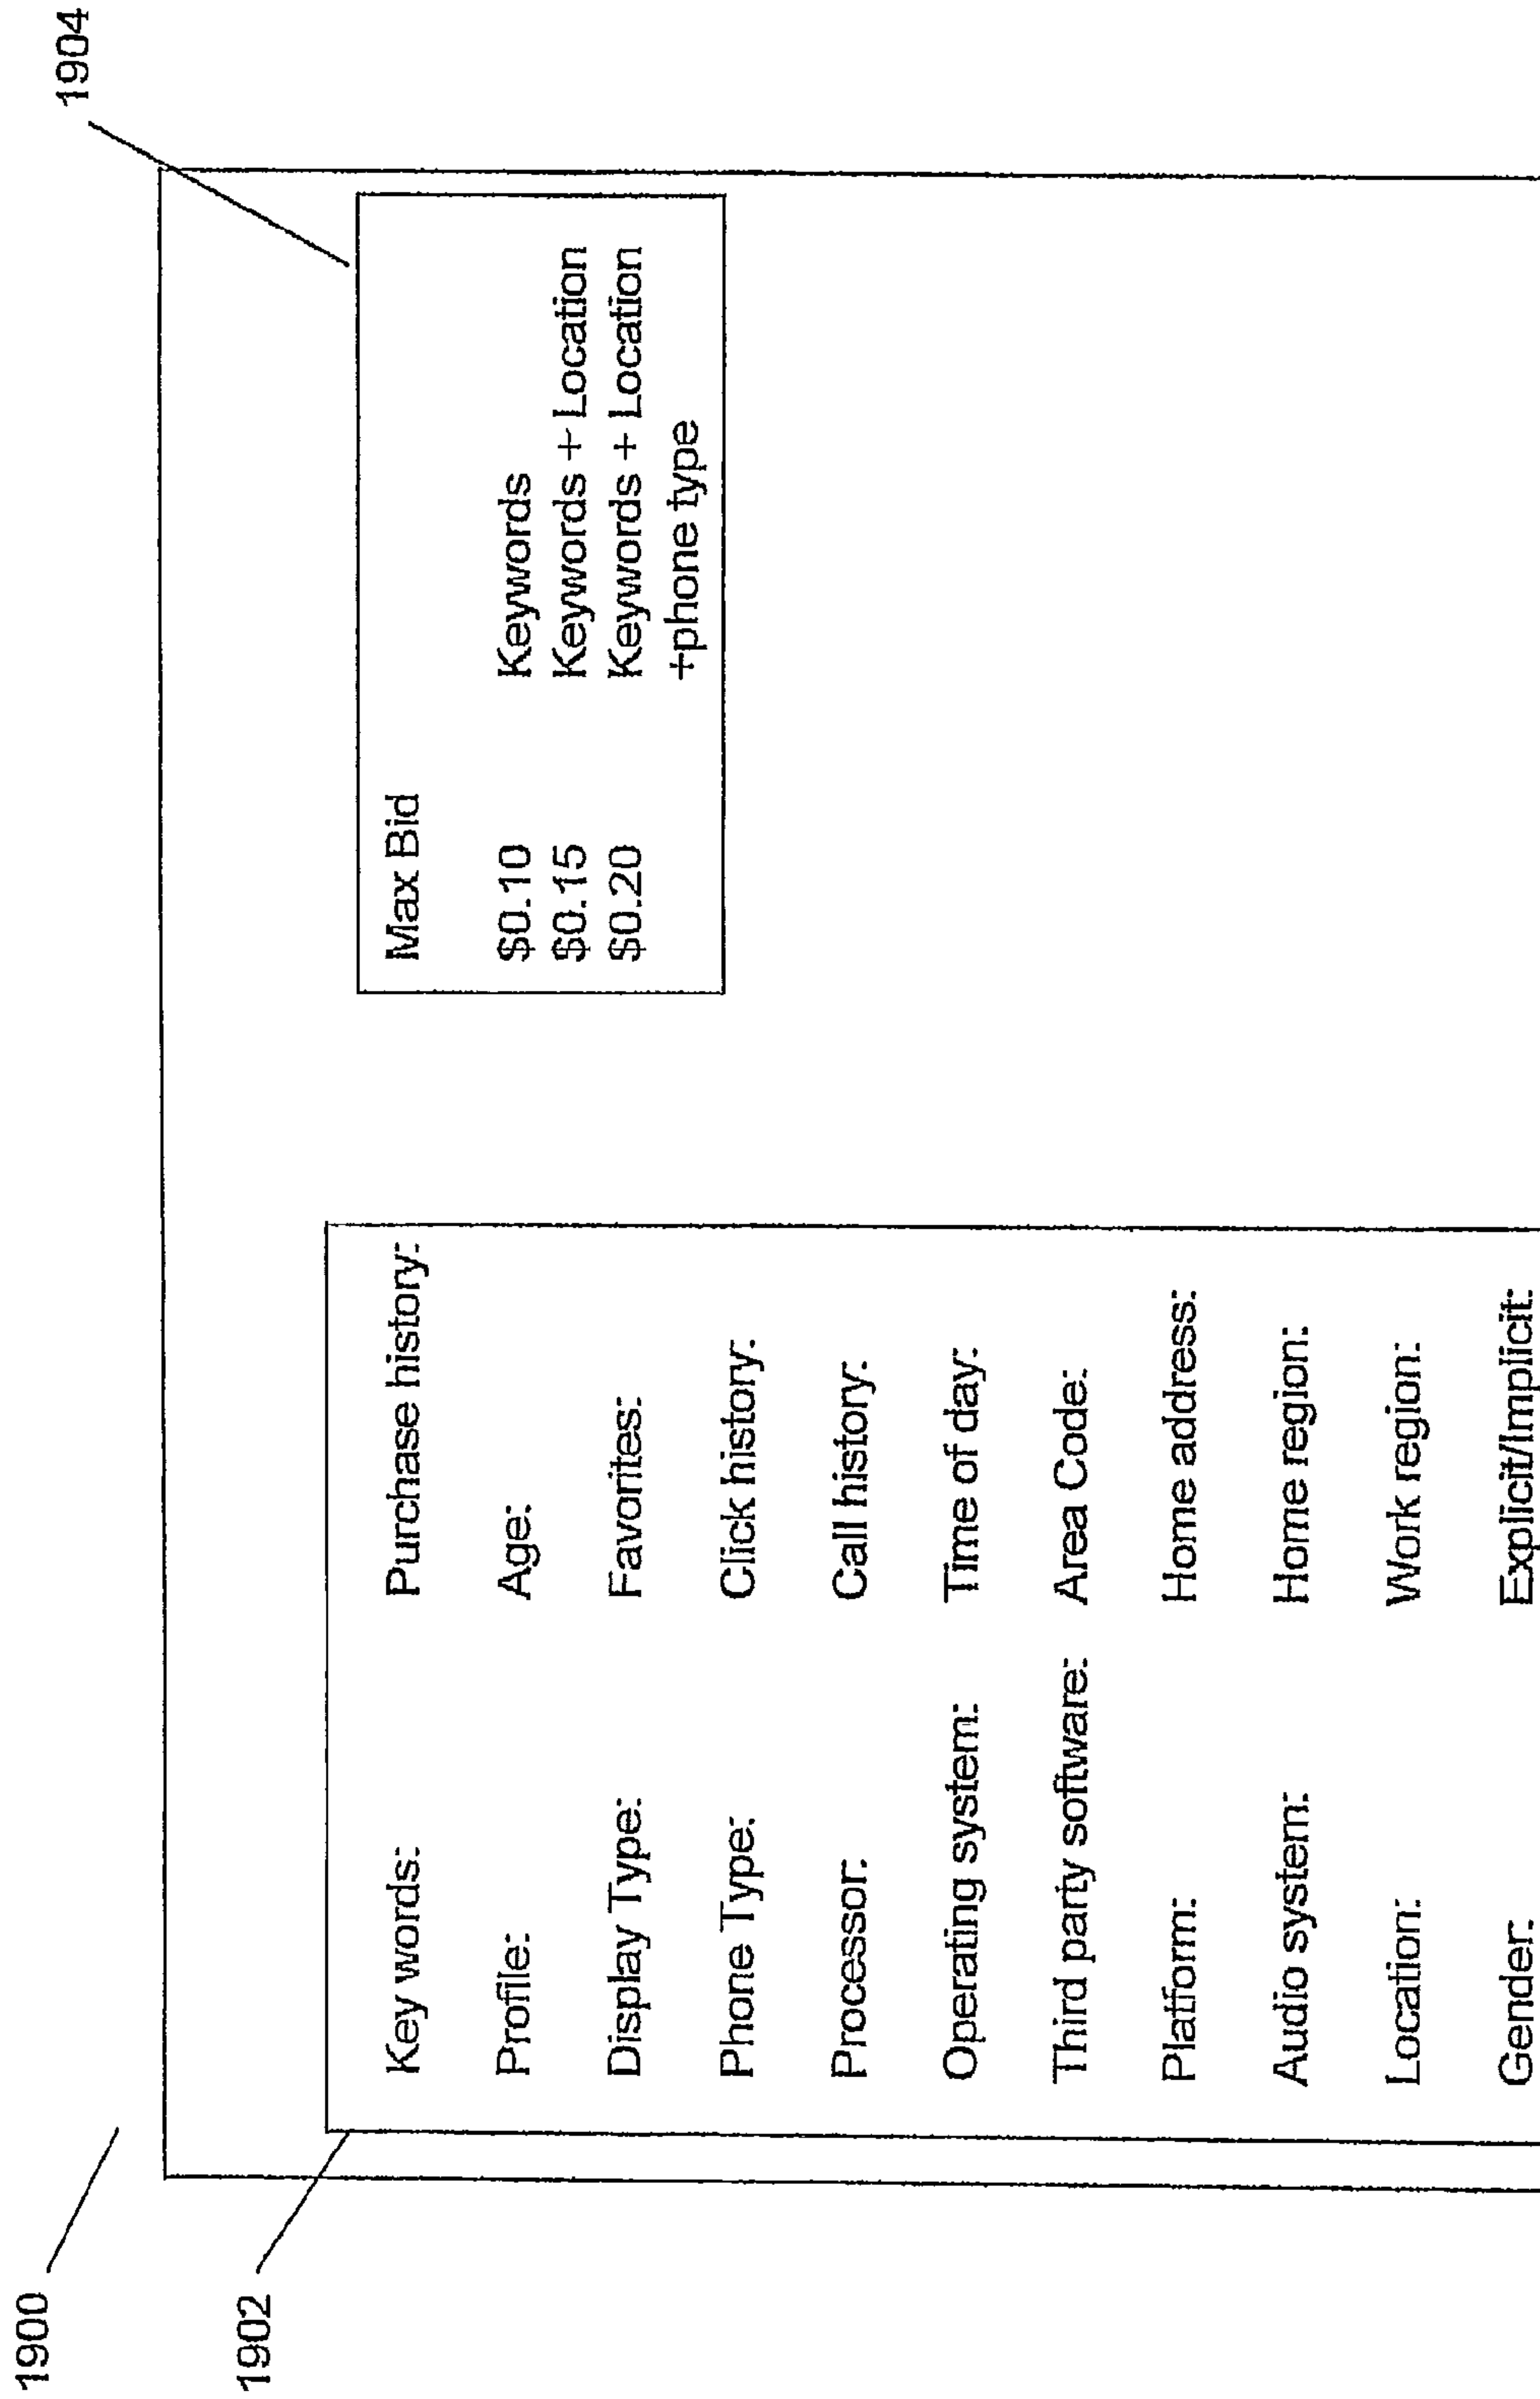 1900
1902
1904
Key words: Purchase history:
Profile: Age:
Display Type: Favorites:
Phone Type: Click history:
Processor: Call history:
Operating system: Time of day:
Third party software: Area Code:
Platform: Home address:
Audio system: Home region:
Location: Work region:
Gender: Explicit/Implicit:
Max Bid
$0.10 Keywords
$0.15 Keywords + Location
$0.20 Keywords + Location
+phone type